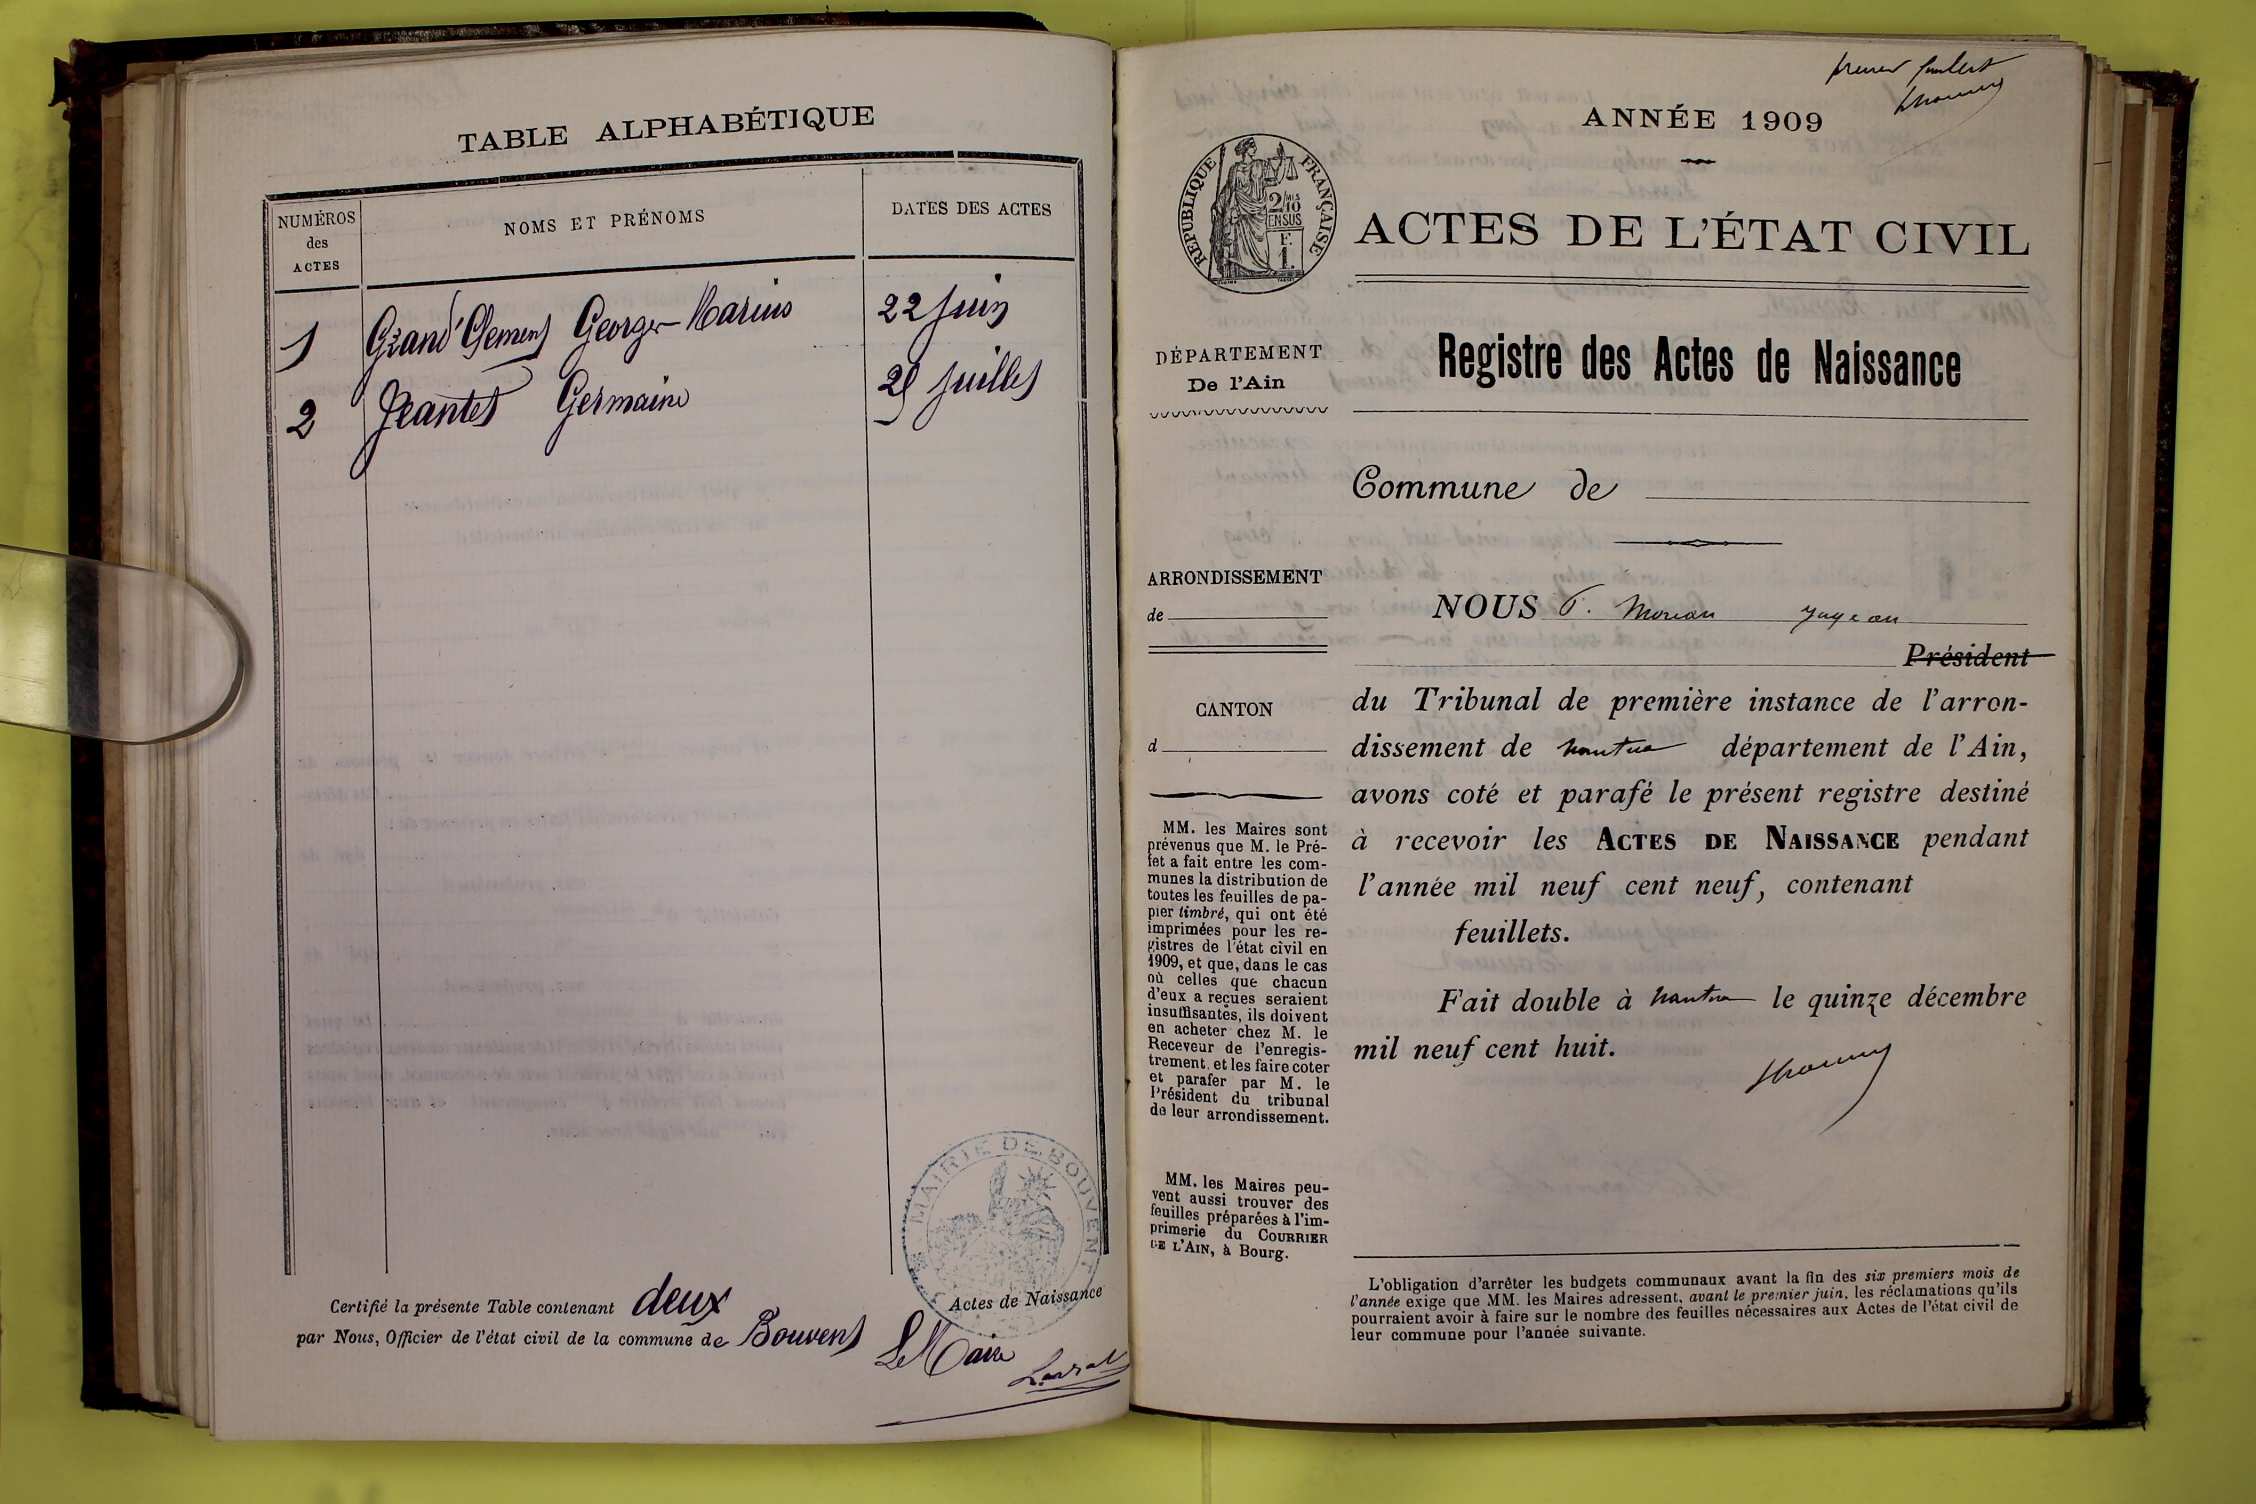 TABLE ALPHABÉTIQUE
NUMÉROS
des
ACTES
NOMS ET PRÉNOMS
DATES DES ACTES
1 Grand'Clement Georges-Marius 22 juin
2 Jeantet Germaine 25 juillet
MAIRIE DE BOUVENT
Certifié la présente Table contenant deux Actes de Naissance
par Nous, Officier de l'état civil de la commune de Bouvent Le Maire
premier feuillet
ANNÉE 1909
RÉPUBLIQUE FRANÇAISE
2/10
EN SUS
F.
1.
ACTES DE L'ÉTAT CIVIL
Registre des Actes de Naissance
DÉPARTEMENT
De l'Ain
Commune de
ARRONDISSEMENT
de
CANTON
d
MM. les Maires sont
prévenus que M. le Pré-
fet a fait entre les com-
munes la distribution de
toutes les feuilles de pa-
pier timbré, qui ont été
imprimées pour les re-
gistres de l'état civil en
1909, et que, dans le cas
où celles que chacun
d'eux a reçues seraient
insuffisantes, ils doivent
en acheter chez M. le
Receveur de l'enregis-
trement, et les faire coter
et parafer par M. le
Président du tribunal
de leur arrondissement.
MM. les Maires peu-
vent aussi trouver des
feuilles préparées à l'im-
primerie du COURRIER
DE L'AIN, à Bourg.
NOUS
Président
du Tribunal de première instance de l'arron-
dissement de Nantua département de l'Ain,
avons coté et parafé le présent registre destiné
à recevoir les ACTES DE NAISSANCE pendant
l'année mil neuf cent neuf, contenant
feuillets.
Fait double à Nantua le quinze décembre
mil neuf cent huit.
L'obligation d'arrêter les budgets communaux avant la fin des six premiers mois de
l'année exige que MM. les Maires adressent, avant le premier juin, les réclamations qu'ils
pourraient avoir à faire sur le nombre des feuilles nécessaires aux Actes de l'état civil de
leur commune pour l'année suivante.